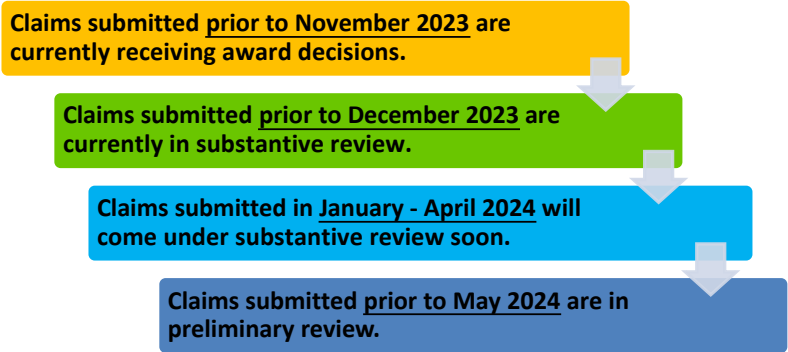 Claims submitted prior to November 2023 are
currently receiving award decisions.
Claims submitted prior to December 2023 are
currently in substantive review.
Claims submitted in January - April 2024 will
come under substantive review soon.
Claims submitted prior to May 2024 are in
preliminary review.